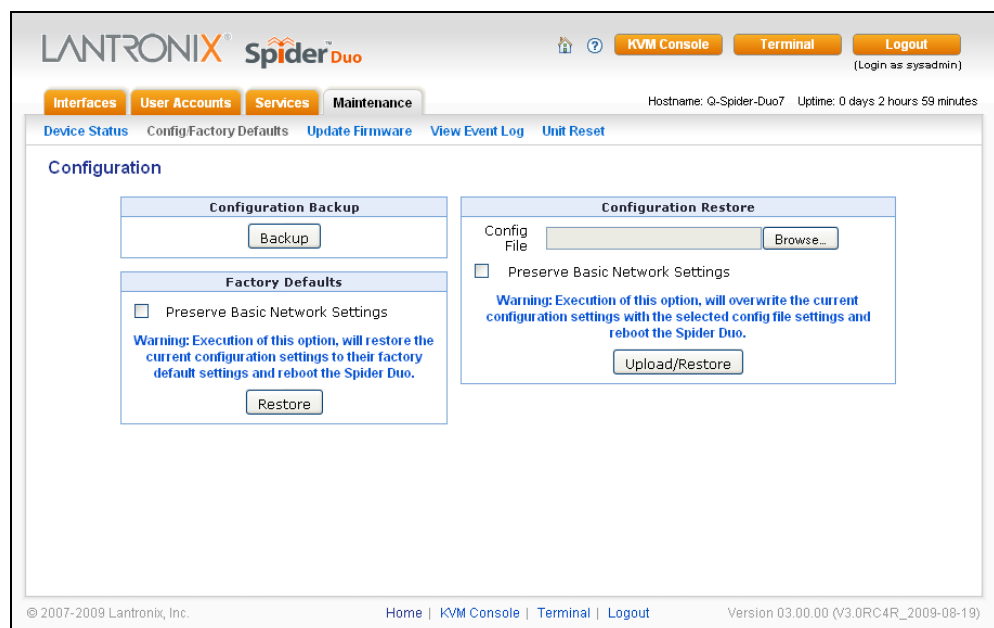 LANTRONIX® Spider™ Duo
KVM Console Terminal Logout
(Login as sysadmin)
Interfaces User Accounts Services Maintenance
Hostname: Q-Spider-Duo7 Uptime: 0 days 2 hours 59 minutes
Device Status Config/Factory Defaults Update Firmware View Event Log Unit Reset
Configuration
Configuration Backup
Backup
Factory Defaults
Preserve Basic Network Settings
Warning: Execution of this option, will restore the
current configuration settings to their factory
default settings and reboot the Spider Duo.
Restore
Configuration Restore
Config
File
Browse...
Preserve Basic Network Settings
Warning: Execution of this option, will overwrite the current
configuration settings with the selected config file settings and
reboot the Spider Duo.
Upload/Restore
© 2007-2009 Lantronix, Inc.
Home | KVM Console | Terminal | Logout
Version 03.00.00 (V3.0RC4R_2009-08-19)